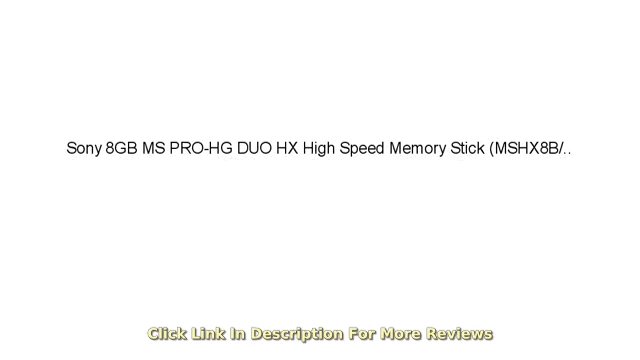 Sony 8GB MS PRO-HG DUO HX High Speed Memory Stick (MSHX8B/..
Click Link In Description For More Reviews